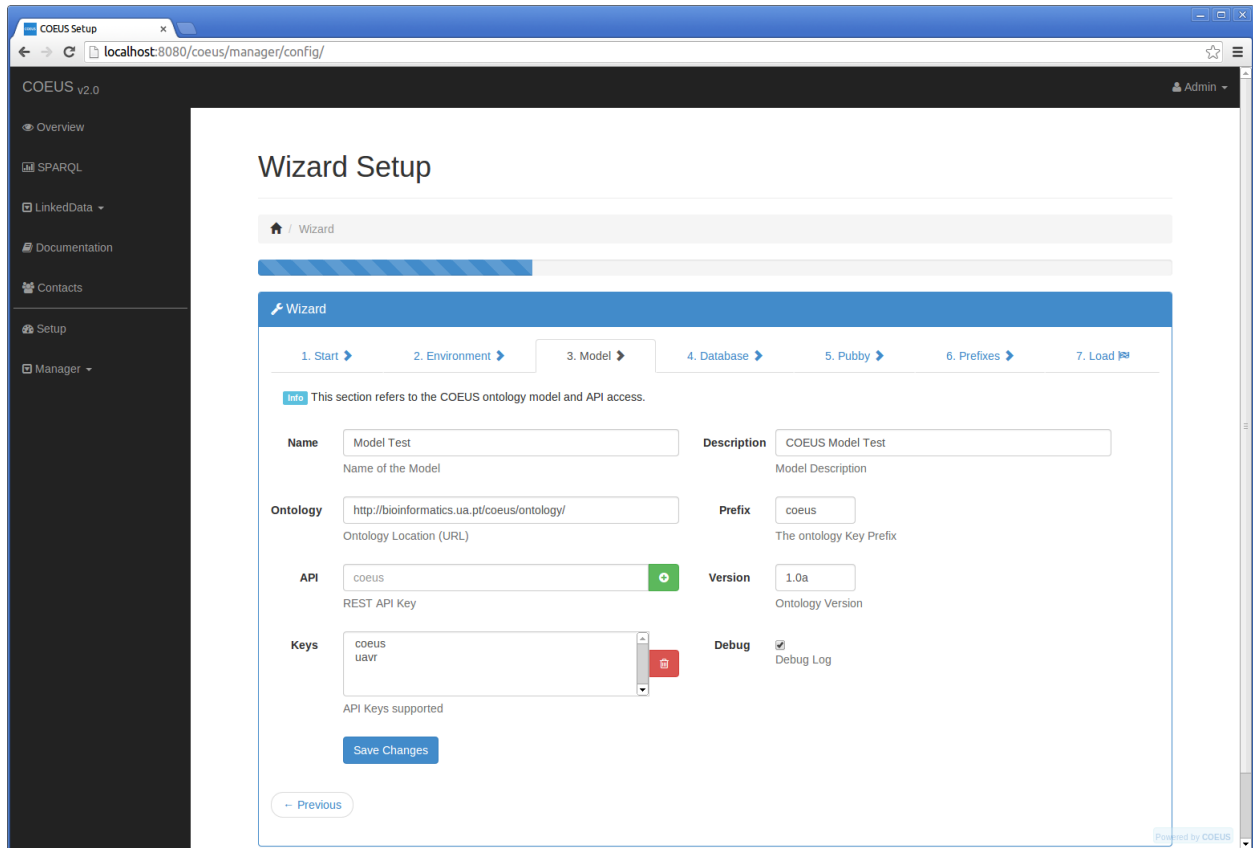 COEUS Setup
localhost:8080/coeus/manager/config/
COEUS v2.0
Admin
Overview
SPARQL
LinkedData
Documentation
Contacts
Setup
Manager
Wizard Setup
/ Wizard
Wizard
1. Start
2. Environment
3. Model
4. Database
5. Pubby
6. Prefixes
7. Load
Info This section refers to the COEUS ontology model and API access.
Name Model Test
Name of the Model
Description COEUS Model Test
Model Description
Ontology http://bioinformatics.ua.pt/coeus/ontology/
Ontology Location (URL)
Prefix coeus
The ontology Key Prefix
API coeus
REST API Key
Version 1.0a
Ontology Version
Keys coeus
uavr
API Keys supported
Debug
Debug Log
Save Changes
← Previous
Powered by COEUS